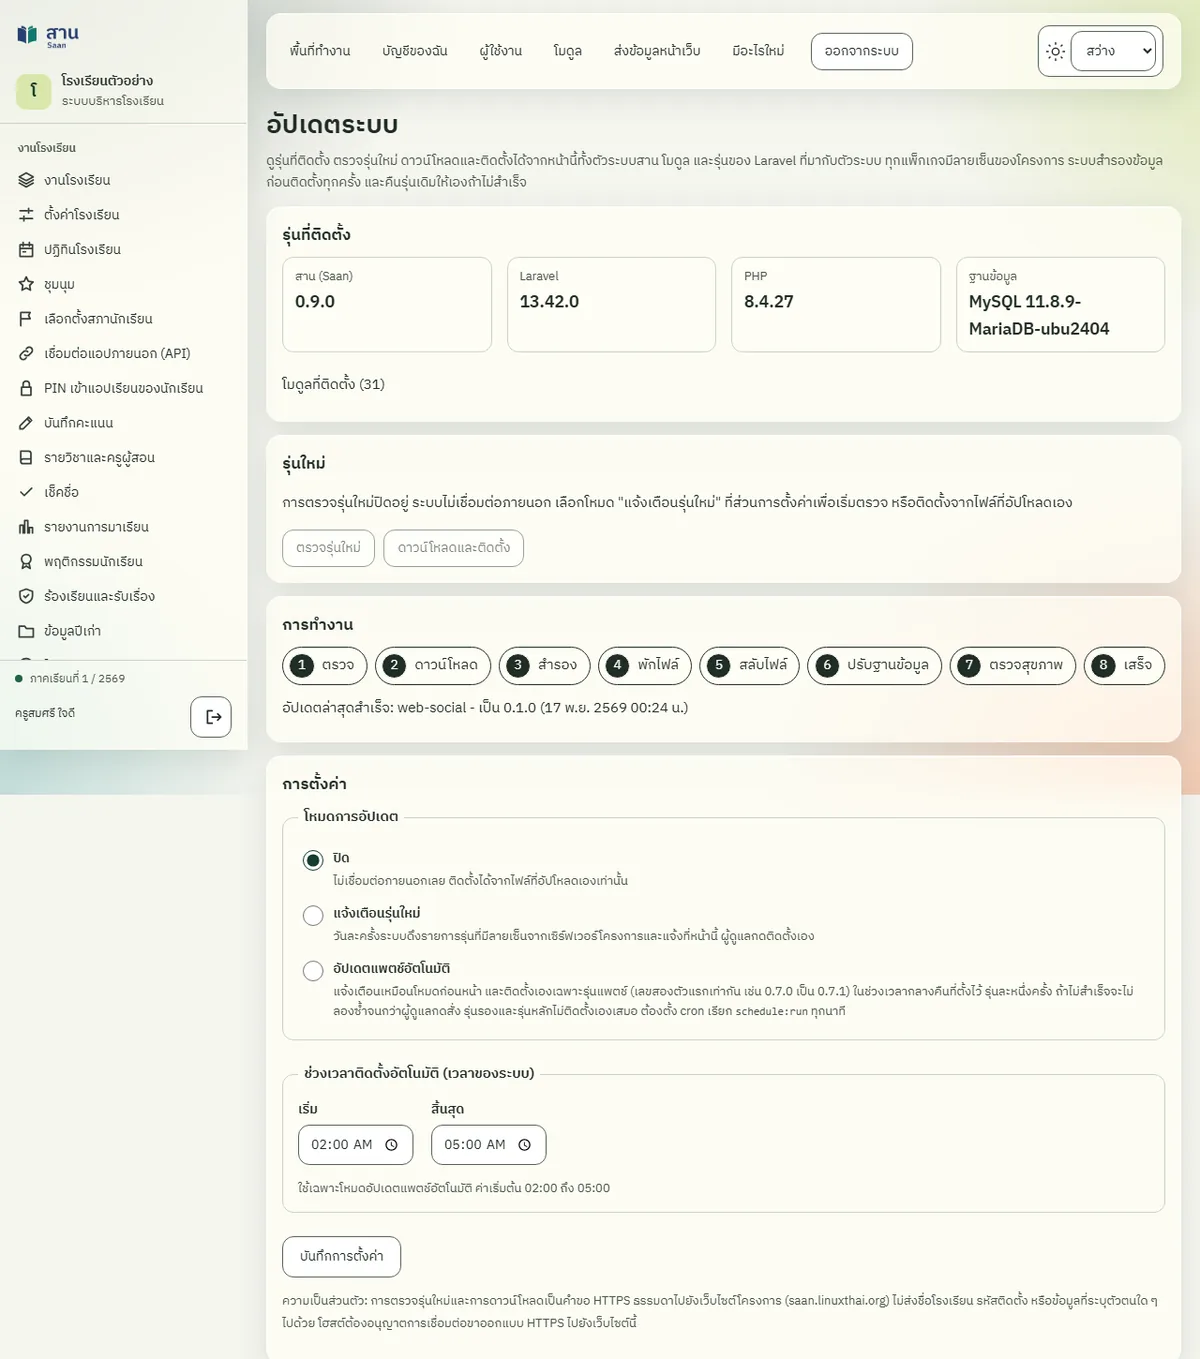 สาน
Saan
โ
โรงเรียนตัวอย่าง
ระบบบริหารโรงเรียน
งานโรงเรียน
งานโรงเรียน
ตั้งค่าโรงเรียน
ปฏิทินโรงเรียน
ชุมนุม
เลือกตั้งสภานักเรียน
เชื่อมต่อแอปภายนอก (API)
PIN เข้าแอปเรียนของนักเรียน
บันทึกคะแนน
รายวิชาและครูผู้สอน
เช็คชื่อ
รายงานการมาเรียน
พฤติกรรมนักเรียน
ร้องเรียนและรับเรื่อง
ข้อมูลปีเก่า
ภาคเรียนที่ 1 / 2569
ครูสมศรี ใจดี
พื้นที่ทำงาน บัญชีของฉัน ผู้ใช้งาน โมดูล ส่งข้อมูลหน้าเว็บ มีอะไรใหม่ ออกจากระบบ สว่าง
อัปเดตระบบ
ดูรุ่นที่ติดตั้ง ตรวจรุ่นใหม่ ดาวน์โหลดและติดตั้งได้จากหน้านี้ทั้งตัวระบบสาน โมดูล และรุ่นของ Laravel ที่มากับตัวระบบ ทุกแพ็กเกจมีลายเซ็นของโครงการ ระบบสำรองข้อมูล
ก่อนติดตั้งทุกครั้ง และคืนรุ่นเดิมให้เองถ้าไม่สำเร็จ
รุ่นที่ติดตั้ง
สาน (Saan)
0.9.0
Laravel
13.42.0
PHP
8.4.27
ฐานข้อมูล
MySQL 11.8.9-
MariaDB-ubu2404
โมดูลที่ติดตั้ง (31)
รุ่นใหม่
การตรวจรุ่นใหม่ปิดอยู่ ระบบไม่เชื่อมต่อภายนอก เลือกโหมด "แจ้งเตือนรุ่นใหม่" ที่ส่วนการตั้งค่าเพื่อเริ่มตรวจ หรือติดตั้งจากไฟล์ที่อัปโหลดเอง
ตรวจรุ่นใหม่ ดาวน์โหลดและติดตั้ง
การทำงาน
1 ตรวจ 2 ดาวน์โหลด 3 สำรอง 4 พักไฟล์ 5 สลับไฟล์ 6 ปรับฐานข้อมูล 7 ตรวจสุขภาพ 8 เสร็จ
อัปเดตล่าสุดสำเร็จ: web-social - เป็น 0.1.0 (17 พ.ย. 2569 00:24 น.)
การตั้งค่า
โหมดการอัปเดต
ปิด
ไม่เชื่อมต่อภายนอกเลย ติดตั้งได้จากไฟล์ที่อัปโหลดเองเท่านั้น
แจ้งเตือนรุ่นใหม่
วันละครั้งระบบดึงรายการรุ่นที่มีลายเซ็นจากเซิร์ฟเวอร์โครงการและแจ้งที่หน้านี้ ผู้ดูแลกดติดตั้งเอง
อัปเดตแพตช์อัตโนมัติ
แจ้งเตือนเหมือนโหมดก่อนหน้า และติดตั้งเองเฉพาะรุ่นแพตช์ (เลขสองตัวแรกเท่ากัน เช่น 0.7.0 เป็น 0.7.1) ในช่วงเวลากลางคืนที่ตั้งไว้ รุ่นละหนึ่งครั้ง ถ้าไม่สำเร็จจะไม่
ลองซ้ำจนกว่าผู้ดูแลกดสั่ง รุ่นรองและรุ่นหลักไม่ติดตั้งเองเสมอ ต้องตั้ง cron เรียก schedule:run ทุกนาที
ช่วงเวลาติดตั้งอัตโนมัติ (เวลาของระบบ)
เริ่ม สิ้นสุด
02:00 AM 05:00 AM
ใช้เฉพาะโหมดอัปเดตแพตช์อัตโนมัติ ค่าเริ่มต้น 02:00 ถึง 05:00
บันทึกการตั้งค่า
ความเป็นส่วนตัว: การตรวจรุ่นใหม่และการดาวน์โหลดเป็นคำขอ HTTPS ธรรมดาไปยังเว็บไซต์โครงการ (saan.linuxthai.org) ไม่ส่งชื่อโรงเรียน รหัสติดตั้ง หรือข้อมูลที่ระบุตัวตนใด ๆ
ไปด้วย โฮสต์ต้องอนุญาตการเชื่อมต่อขาออกแบบ HTTPS ไปยังเว็บไซต์นี้